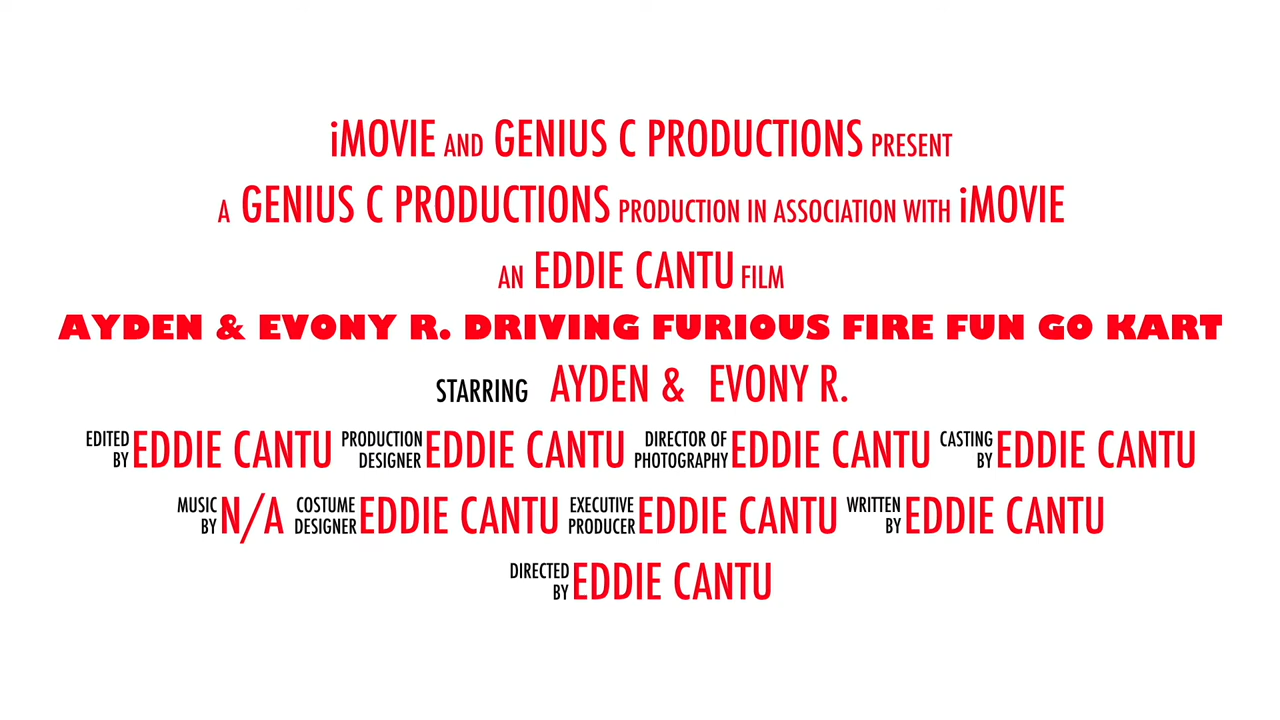 iMOVIE AND GENIUS C PRODUCTIONS PRESENT
A GENIUS C PRODUCTIONS PRODUCTION IN ASSOCIATION WITH iMOVIE
AN EDDIE CANTU FILM
AYDEN & EVONY R. DRIVING FURIOUS FIRE FUN GO KART
STARRING AYDEN & EVONY R.
EDITED BY EDDIE CANTU PRODUCTION DESIGNER EDDIE CANTU DIRECTOR OF PHOTOGRAPHY EDDIE CANTU CASTING BY EDDIE CANTU
MUSIC BY N/A COSTUME DESIGNER EDDIE CANTU EXECUTIVE PRODUCER EDDIE CANTU WRITTEN BY EDDIE CANTU
DIRECTED BY EDDIE CANTU